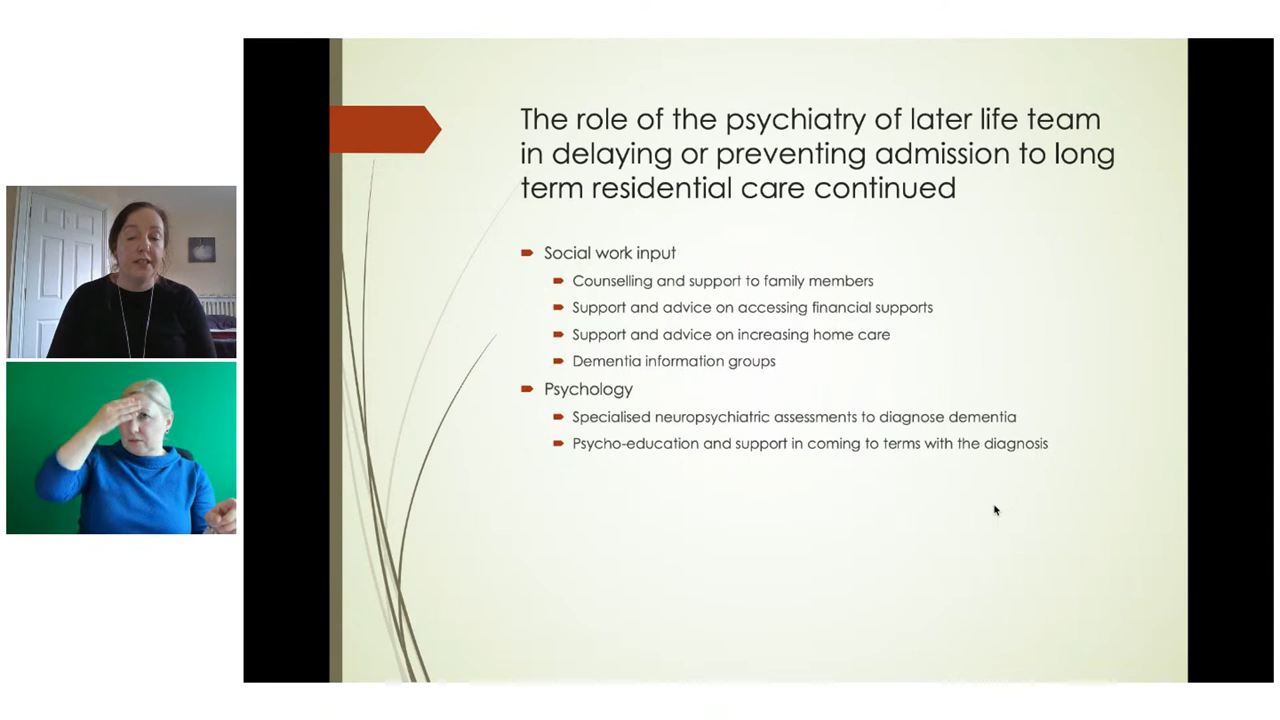 The role of the psychiatry of later life team
in delaying or preventing admission to long
term residential care continued
Social work input
Counselling and support to family members
Support and advice on accessing financial supports
Support and advice on increasing home care
Dementia information groups
Psychology
Specialised neuropsychiatric assessments to diagnose dementia
Psycho-education and support in coming to terms with the diagnosis